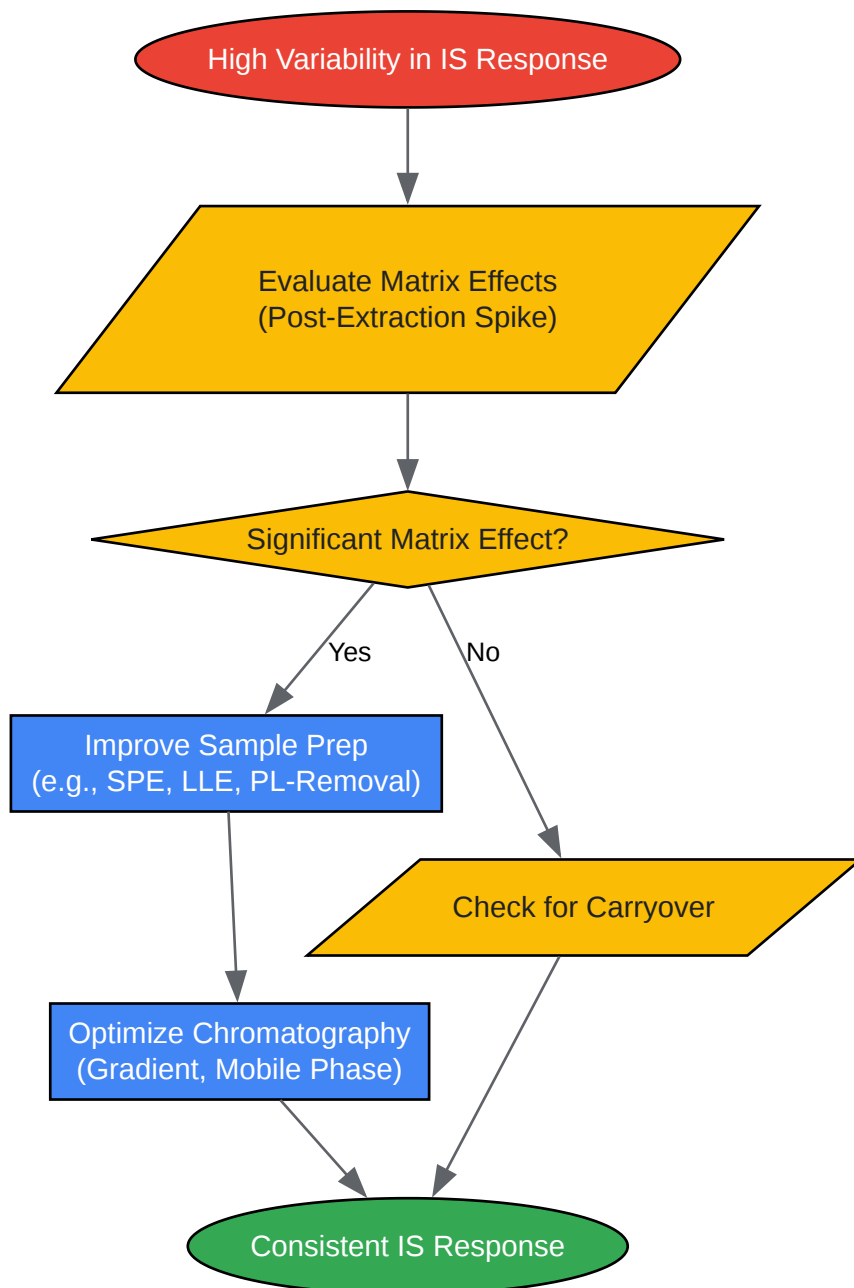 High Variability in IS Response
Evaluate Matrix Effects
(Post-Extraction Spike)
Significant Matrix Effect?
Yes
No
Improve Sample Prep
(e.g., SPE, LLE, PL-Removal)
Check for Carryover
Optimize Chromatography
(Gradient, Mobile Phase)
Consistent IS Response